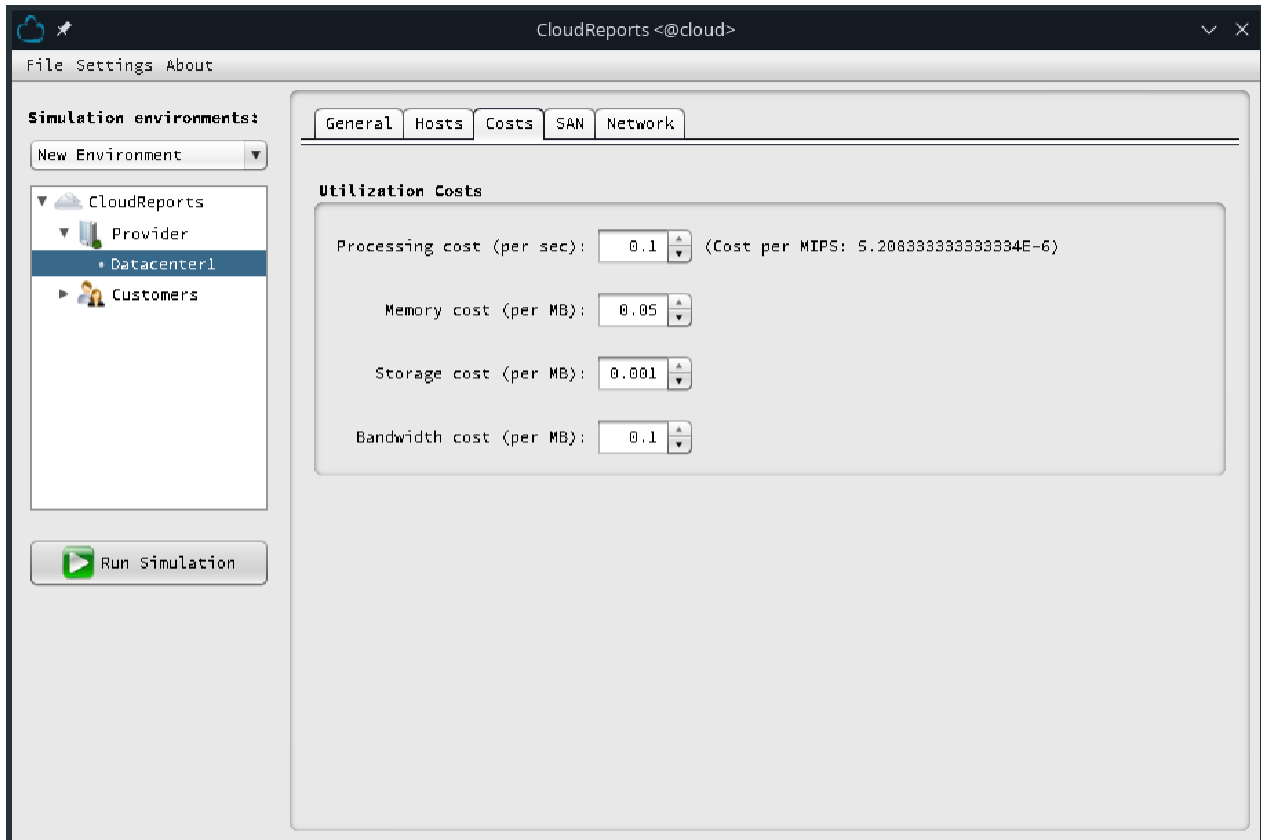 CloudReports <@cloud>
File Settings About
Simulation environments:
New Environment
CloudReports
Provider
Datacenter1
Customers
Run Simulation
General Hosts Costs SAN Network
Utilization Costs
Processing cost (per sec): 0.1 (Cost per MIPS: 5.208333333333334E-6)
Memory cost (per MB): 0.05
Storage cost (per MB): 0.001
Bandwidth cost (per MB): 0.1